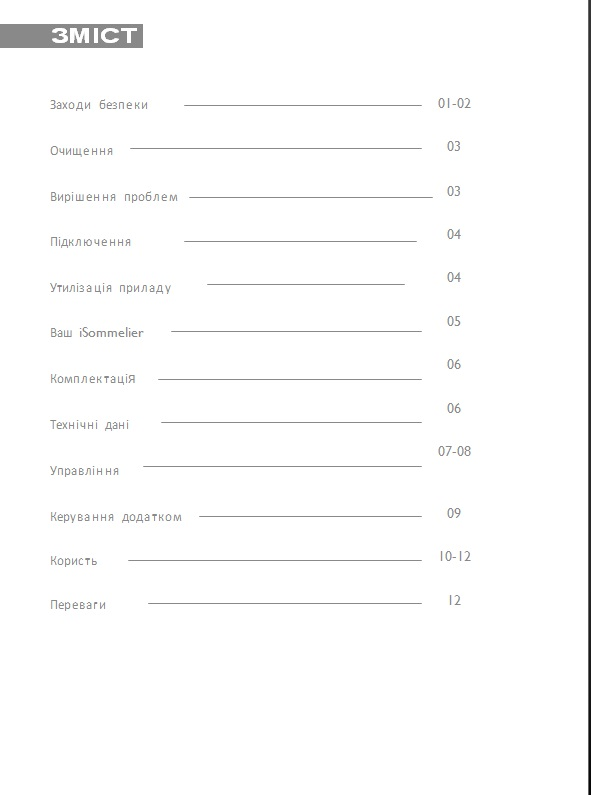 ЗМІСТ
Заходи безпеки 01-02
Очищення 03
Вирішення проблем 03
Підключення 04
Утилізація приладу 04
Ваш iSommelier 05
КомплектаціЯ 06
Технічні дані 06
Управління 07-08
Керування додатком 09
Користь 10-12
Переваги 12